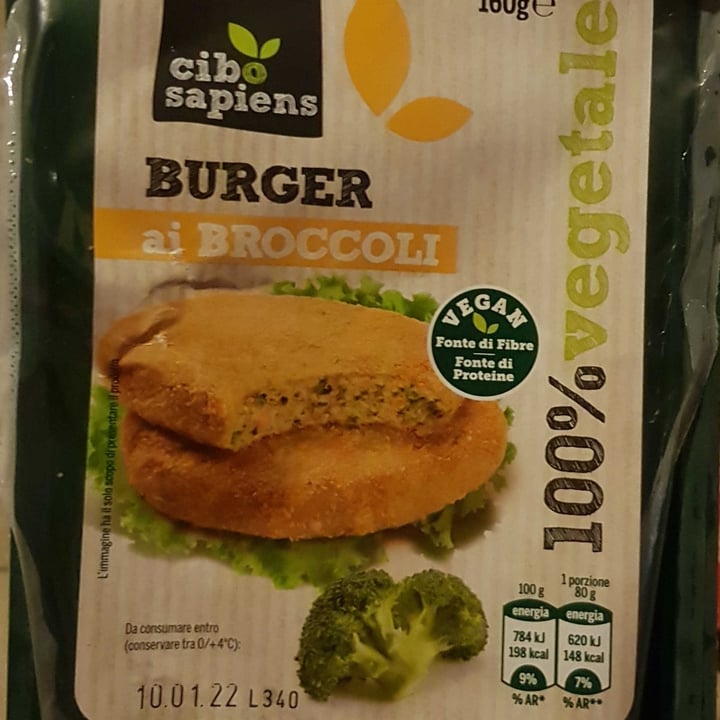 160g℮
cibo
sapiens
BURGER
ai BROCCOLI
100% vegetale
VEGAN
Fonte di Fibre
Fonte di
Proteine
L'immagine ha il solo scopo di presentare il prodotto
Da consumare entro
(conservare tra 0/+4°C):
10.01.22 L340
100 g
energia
784 kJ
198 kcal
9%
% AR*
1 porzione
80 g
energia
620 kJ
148 kcal
7%
% AR**